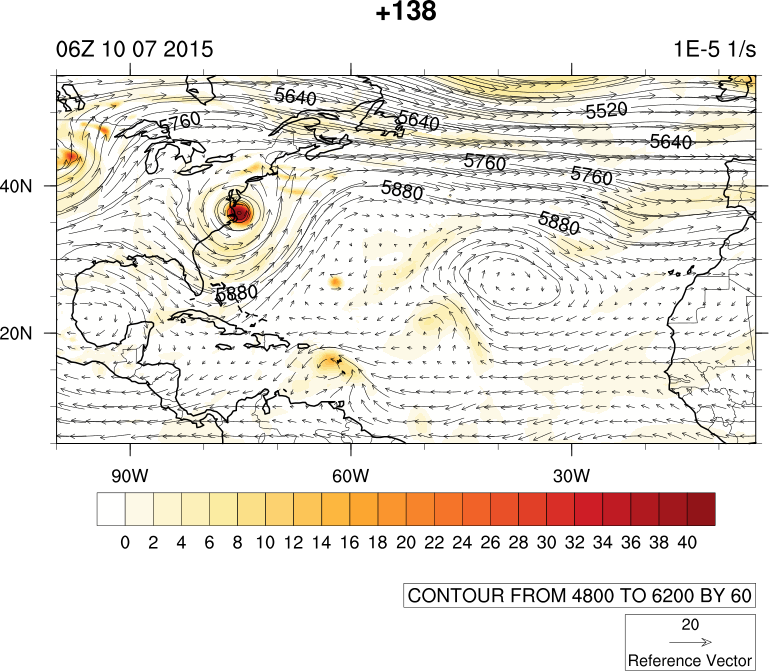 +138
06Z 10 07 2015 1E-5 1/s
5640
5760 5640 5520
5640
5760 5760
40N 5880
5880
5880
20N
90W 60W 30W
0 2 4 6 8 10 12 14 16 18 20 22 24 26 28 30 32 34 36 38 40
CONTOUR FROM 4800 TO 6200 BY 60
20
Reference Vector